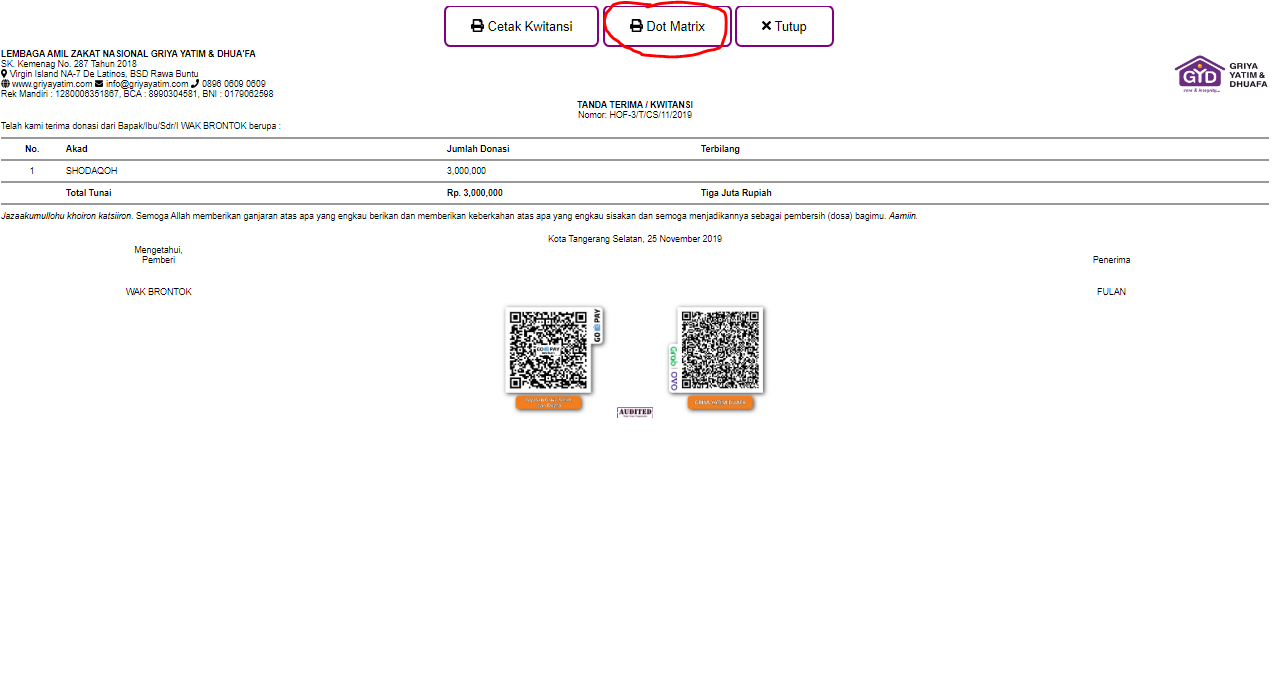 Cetak Kwitansi Dot Matrix Tutup
LEMBAGA AMIL ZAKAT NASIONAL GRIYA YATIM & DHUA'FA
SK. Kemenag No. 287 Tahun 2018
Virgin Island NA-7 De Latinos, BSD Rawa Buntu
www.griyayatim.com info@griyayatim.com 0896 0609 0609
Rek Mandiri : 1280006351867, BCA : 8990304581, BNI : 0179062598
GYD
GRIYA
YATIM &
DHUAFA
TANDA TERIMA / KWITANSI
Nomor: HOF-3/T/CS/11/2019
Telah kami terima donasi dari Bapak/Ibu/Sdr/I WAK BRONTOK berupa :
No. Akad Jumlah Donasi Terbilang
1 SHODAQOH 3,000,000
Total Tunai Rp. 3,000,000 Tiga Juta Rupiah
Jazaakumullohu khoiron katsiiron. Semoga Allah memberikan ganjaran atas apa yang engkau berikan dan memberikan keberkahan atas apa yang engkau sisakan dan semoga menjadikannya sebagai pembersih (dosa) bagimu. Aamiin.
Kota Tangerang Selatan, 25 November 2019
Mengetahui,
Pemberi Penerima
WAK BRONTOK FULAN
GO PAY
GO PAY
Grab OVO
AUDITED